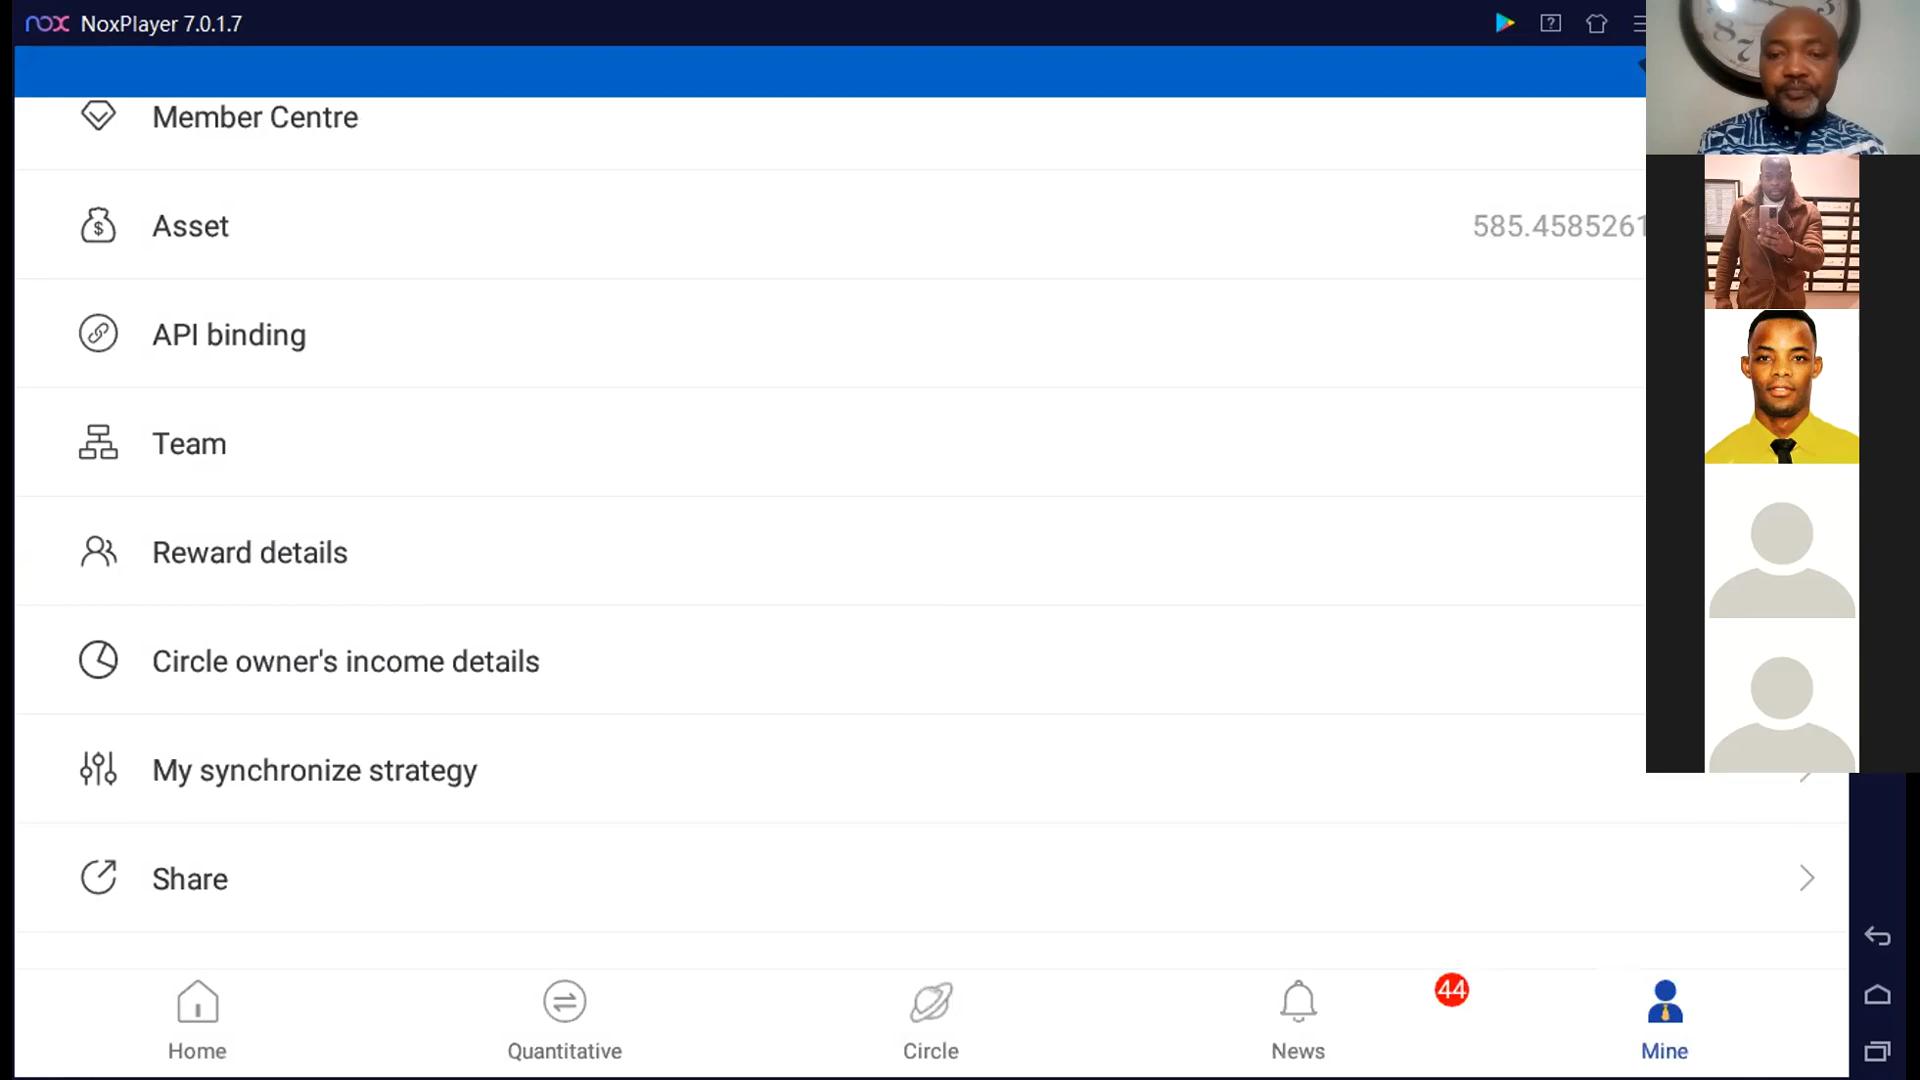 nox NoxPlayer 7.0.1.7
Member Centre
Asset 585.4585261
API binding
Team
Reward details
Circle owner's income details
My synchronize strategy
Share
44
Home Quantitative Circle News Mine